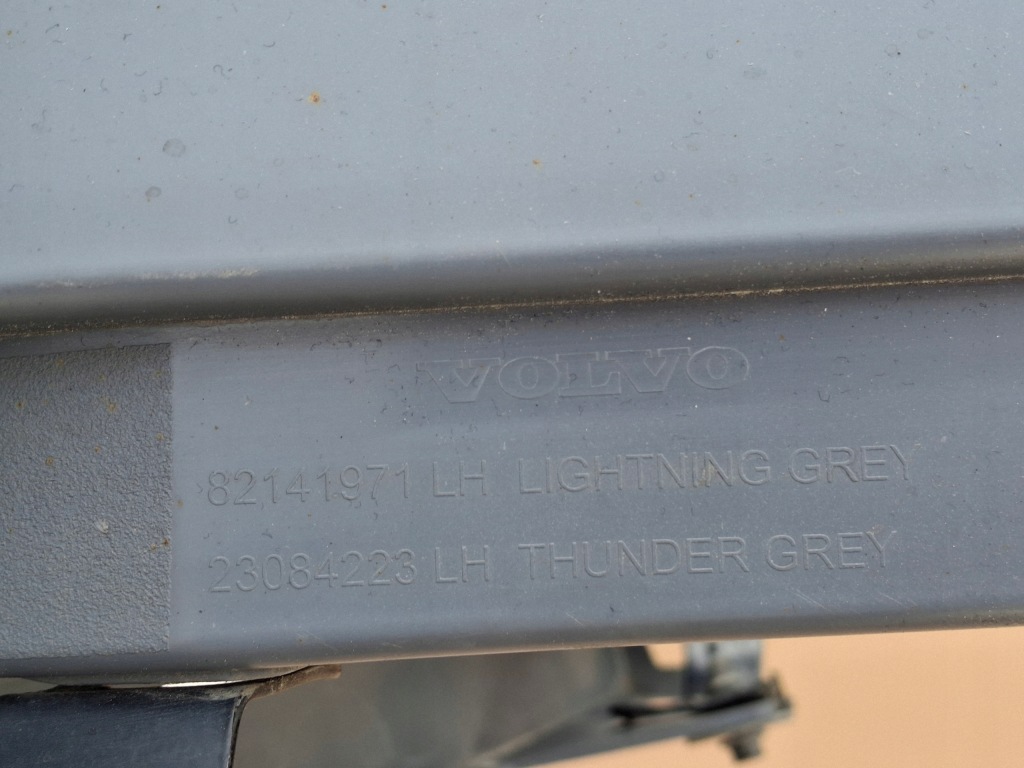 VOLVO
82141971 LH LIGHTNING GREY
23084223 LH THUNDER GREY